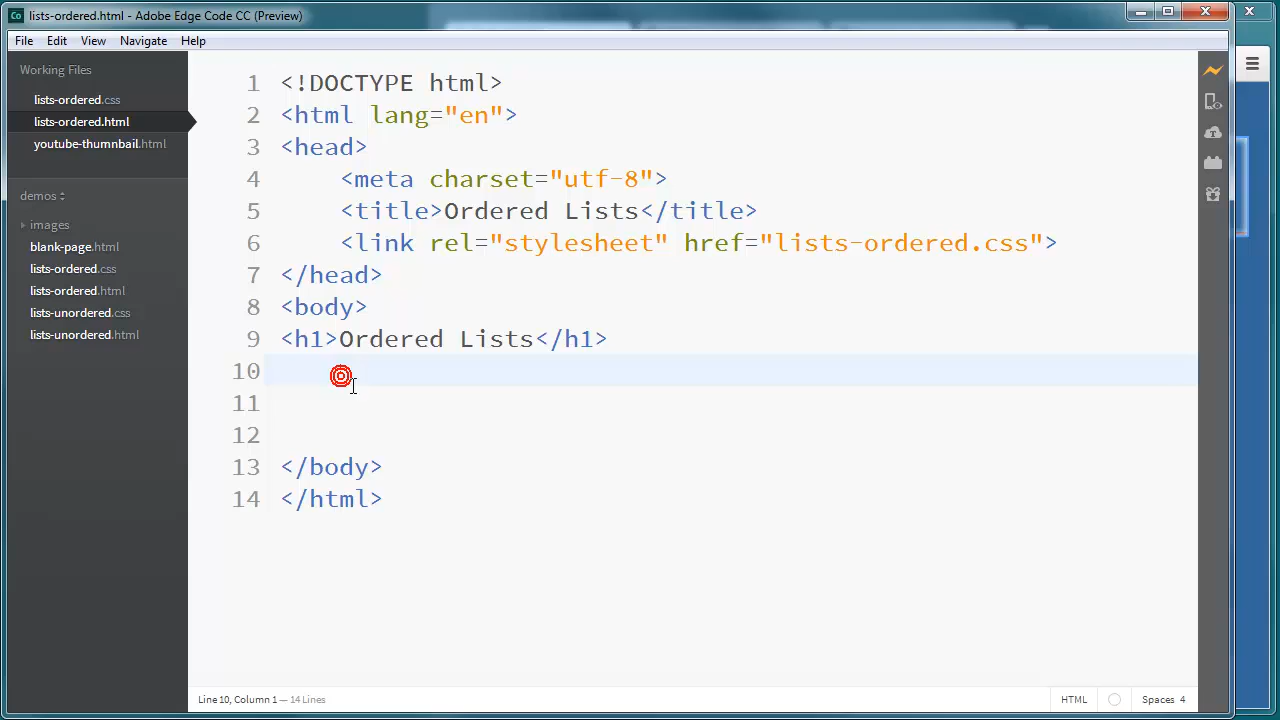 Co lists-ordered.html - Adobe Edge Code CC (Preview)
File Edit View Navigate Help
Working Files
lists-ordered.css
lists-ordered.html
youtube-thumnbail.html
demos
images
blank-page.html
lists-ordered.css
lists-ordered.html
lists-unordered.css
lists-unordered.html
1 <!DOCTYPE html>
2 <html lang="en">
3 <head>
4 <meta charset="utf-8">
5 <title>Ordered Lists</title>
6 <link rel="stylesheet" href="lists-ordered.css">
7 </head>
8 <body>
9 <h1>Ordered Lists</h1>
10
11
12
13 </body>
14 </html>
Line 10, Column 1 — 14 Lines
HTML
Spaces 4